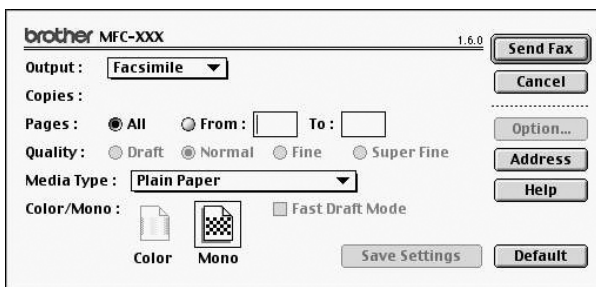 brother MFC-XXX 1.6.0
Send Fax
Output : Facsimile
Cancel
Copies :
Pages : All From : To :
Option...
Quality : Draft Normal Fine Super Fine
Address
Media Type : Plain Paper
Help
Color/Mono : Fast Draft Mode
Color Mono
Save Settings Default